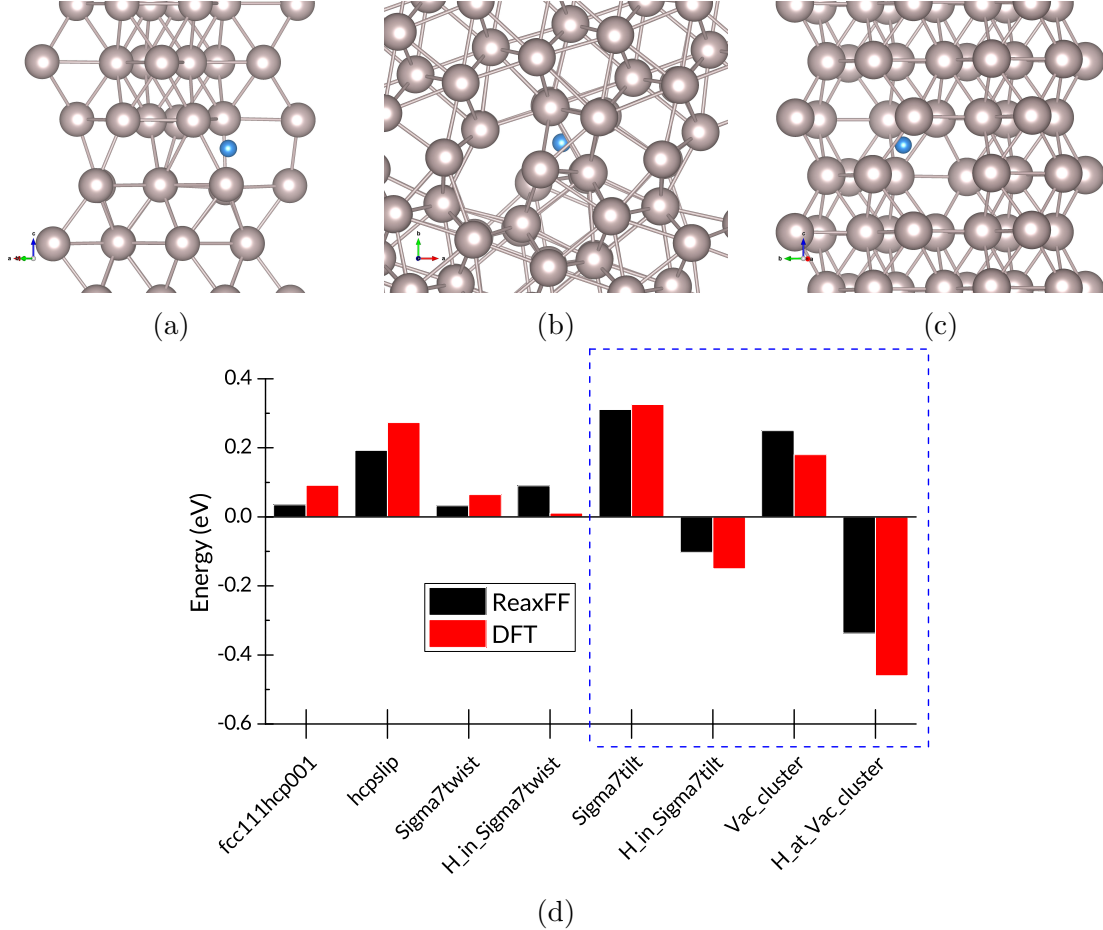 (a)
(b)
(c)
0.4
0.2
0.0
-0.2
-0.4
-0.6
Energy (eV)
ReaxFF
DFT
fcc111hcp001
hcpslip
Sigma7twist
H_in_Sigma7twist
Sigma7tilt
H_in_Sigma7tilt
Vac_cluster
H_at_Vac_cluster
(d)